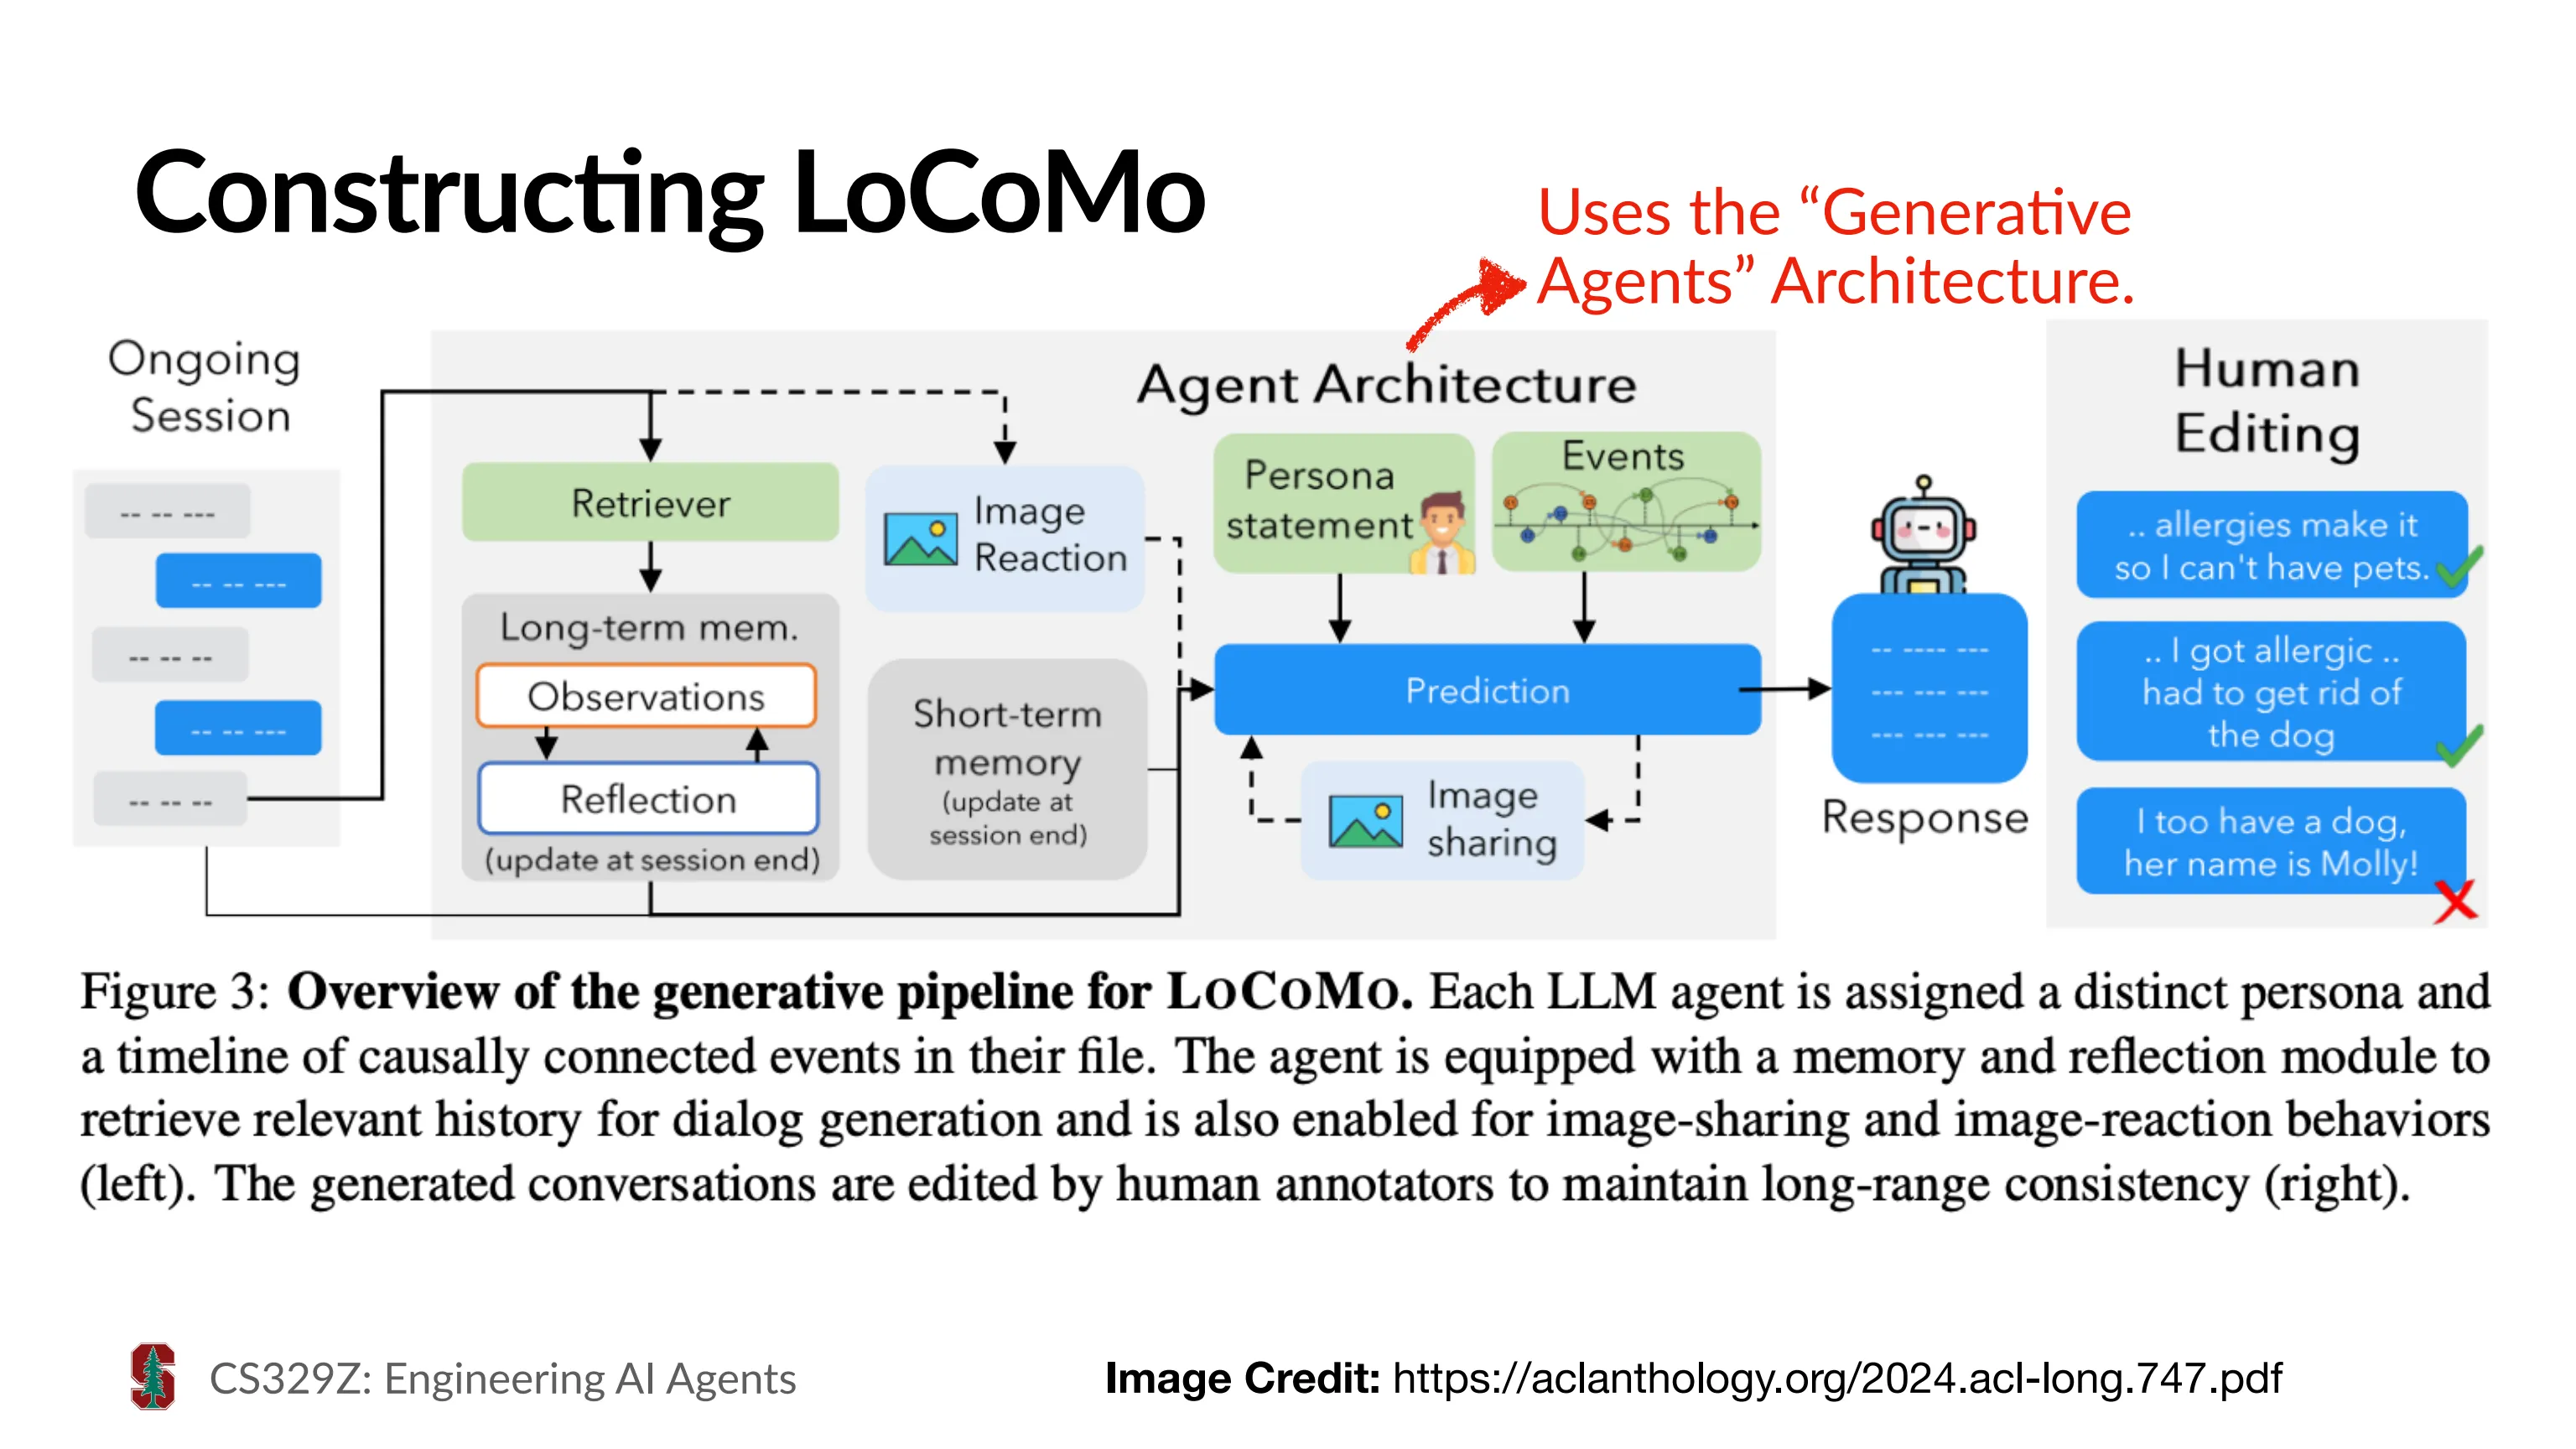 Constructing LoCoMo
Uses the “Generative
Agents” Architecture.
Ongoing
Session
-- -- ---
-- -- ---
-- -- --
-- -- ---
-- -- --
Agent Architecture
Retriever
Long-term mem.
Observations
Reflection
(update at session end)
Image
Reaction
Short-term
memory
(update at
session end)
Persona
statement
Events
Prediction
Image
sharing
-- ---- ---
--- --- ---
--- --- ---
Response
Human
Editing
.. allergies make it
so I can't have pets.
.. I got allergic ..
had to get rid of
the dog
I too have a dog,
her name is Molly!
Figure 3: Overview of the generative pipeline for LOCOMO. Each LLM agent is assigned a distinct persona and
a timeline of causally connected events in their file. The agent is equipped with a memory and reflection module to
retrieve relevant history for dialog generation and is also enabled for image-sharing and image-reaction behaviors
(left). The generated conversations are edited by human annotators to maintain long-range consistency (right).
CS329Z: Engineering AI Agents
Image Credit: https://aclanthology.org/2024.acl-long.747.pdf